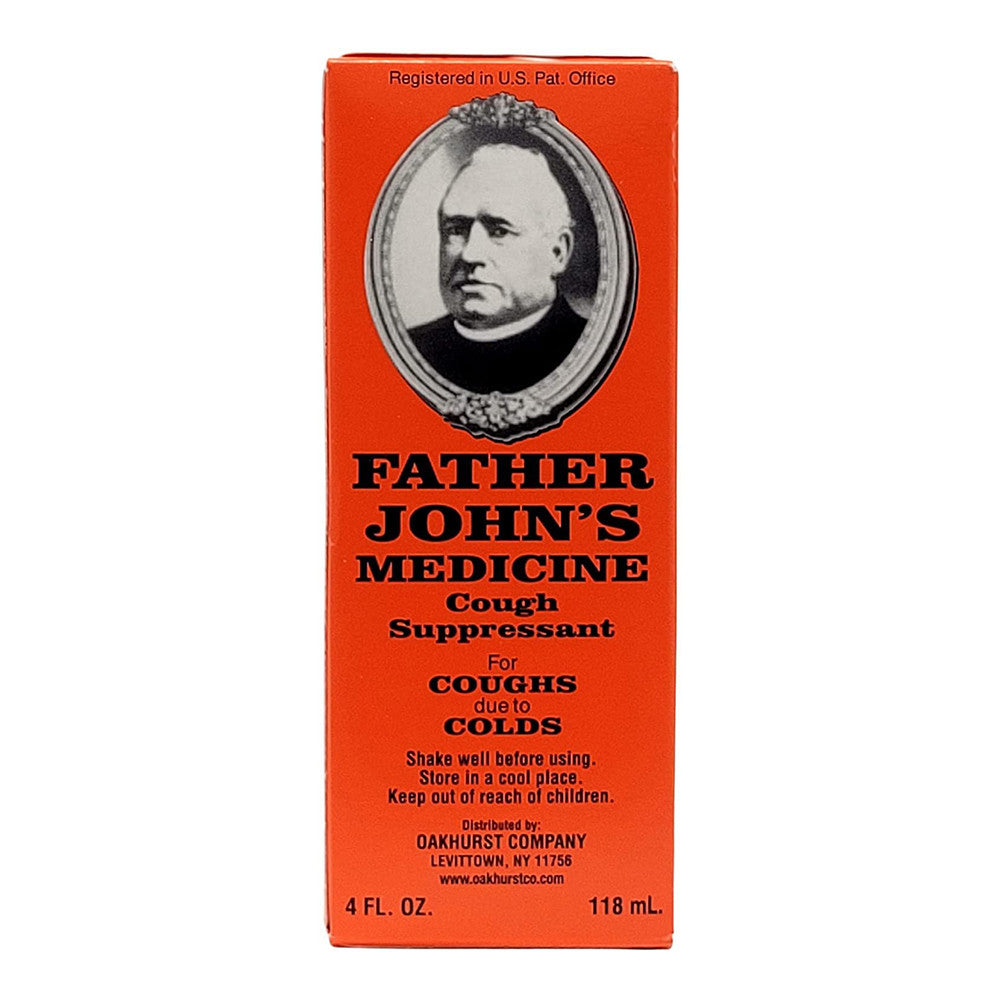 Registered in U.S. Pat. Office
FATHER
JOHN'S
MEDICINE
Cough
Suppressant
For
COUGHS
due to
COLDS
Shake well before using.
Store in a cool place.
Keep out of reach of children.
Distributed by:
OAKHURST COMPANY
LEVITTOWN, NY 11756
www.oakhurstco.com
4 FL. OZ. 118 mL.